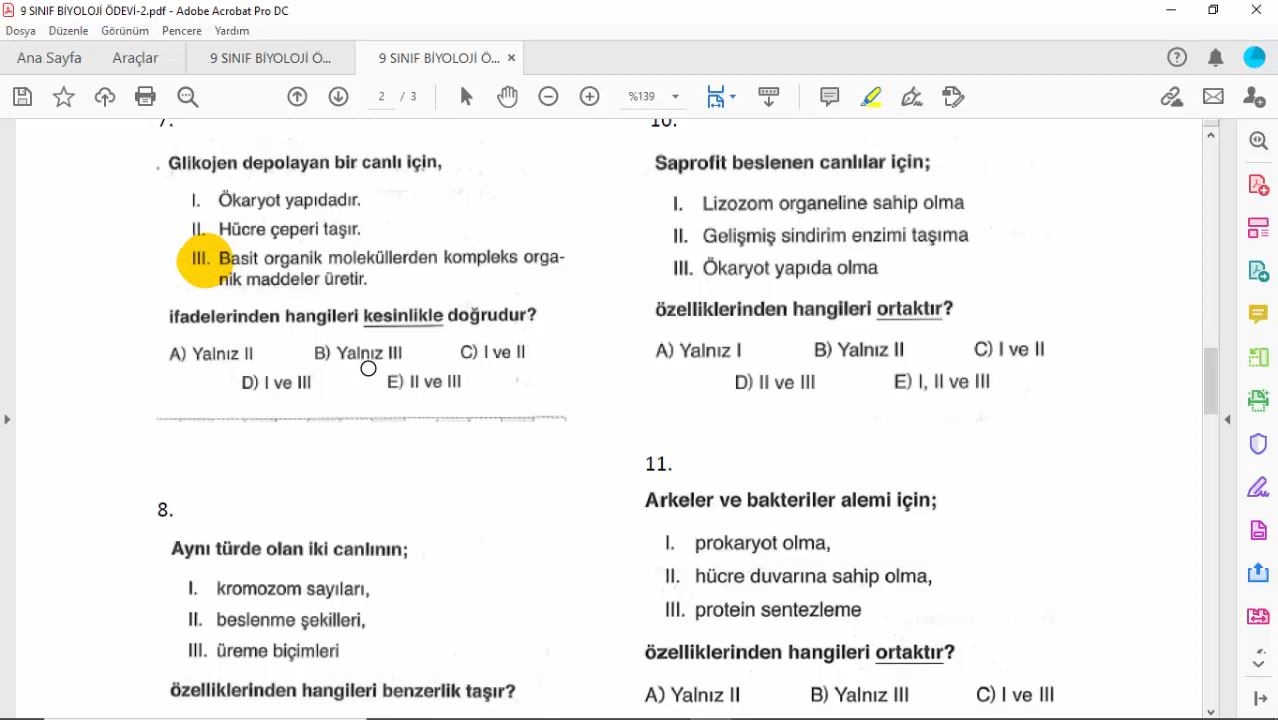 9 SINIF BİYOLOJİ ÖDEVİ-2.pdf - Adobe Acrobat Pro DC
Dosya Düzenle Görünüm Pencere Yardım
Ana Sayfa Araçlar 9 SINIF BİYOLOJİ Ö... 9 SINIF BİYOLOJİ Ö... ×
2 / 3 %139
7.
Glikojen depolayan bir canlı için,
I. Ökaryot yapıdadır.
II. Hücre çeperi taşır.
III. Basit organik moleküllerden kompleks orga-
nik maddeler üretir.
ifadelerinden hangileri kesinlikle doğrudur?
A) Yalnız II B) Yalnız III C) I ve II
D) I ve III E) II ve III
8.
Aynı türde olan iki canlının;
I. kromozom sayıları,
II. beslenme şekilleri,
III. üreme biçimleri
özelliklerinden hangileri benzerlik taşır?
10.
Saprofit beslenen canlılar için;
I. Lizozom organeline sahip olma
II. Gelişmiş sindirim enzimi taşıma
III. Ökaryot yapıda olma
özelliklerinden hangileri ortaktır?
A) Yalnız I B) Yalnız II C) I ve II
D) II ve III E) I, II ve III
11.
Arkeler ve bakteriler alemi için;
I. prokaryot olma,
II. hücre duvarına sahip olma,
III. protein sentezleme
özelliklerinden hangileri ortaktır?
A) Yalnız II B) Yalnız III C) I ve III